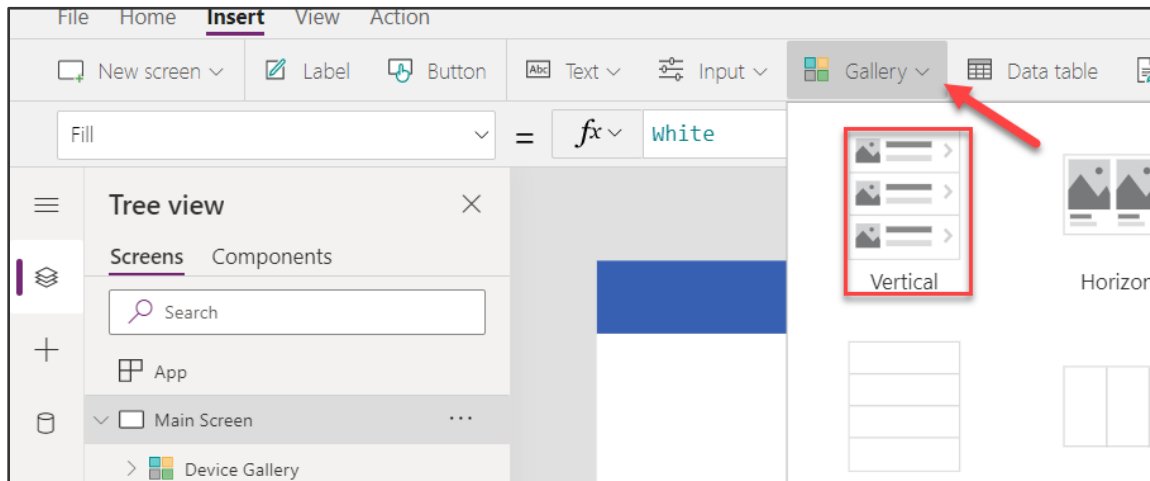 File Home Insert View Action
New screen Label Button Abc Text Input Gallery Data table
Fill = fx White
Tree view
Screens Components
Search
App
Main Screen
Device Gallery
Vertical
Horizon